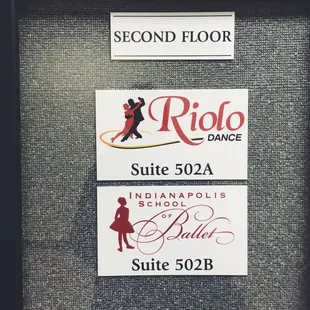 SECOND FLOOR
Riolo
DANCE
Suite 502A
INDIANAPOLIS
SCHOOL
OF
Ballet
Suite 502B